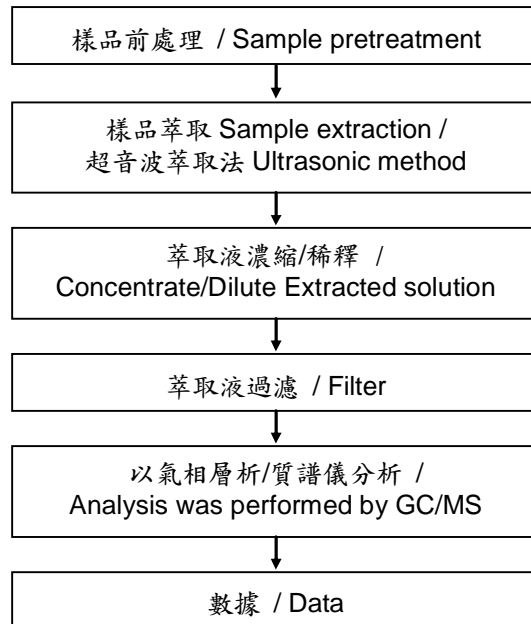 樣品前處理 / Sample pretreatment
樣品萃取 Sample extraction /
超音波萃取法 Ultrasonic method
萃取液濃縮/稀釋 /
Concentrate/Dilute Extracted solution
萃取液過濾 / Filter
以氣相層析/質譜儀分析 /
Analysis was performed by GC/MS
數據 / Data